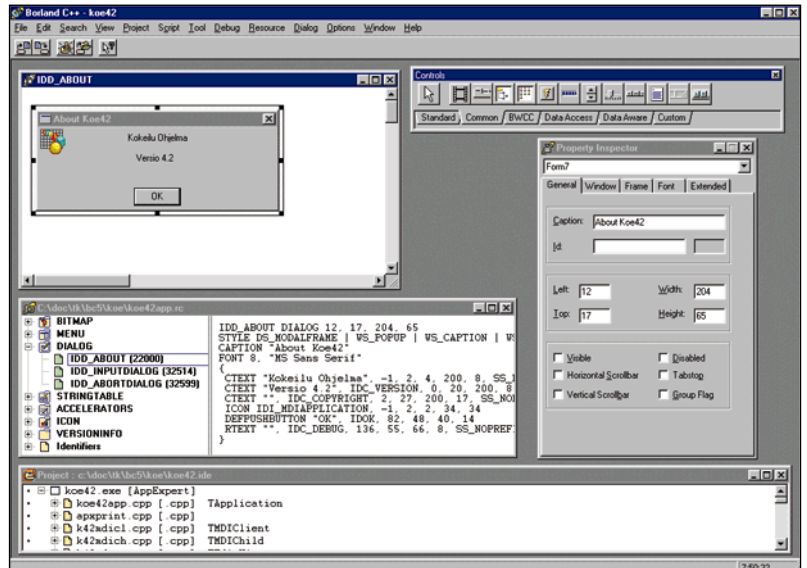 Borland C++ - koe42
File Edit Search View Project Script Tool Debug Resource Dialog Options Window Help
IDD_ABOUT
About Koe42
Kokeilu Ohjelma
Versio 4.2
OK
Controls
Standard Common BWCC Data Access Data Aware Custom
Property Inspector
Form7
General Window Frame Font Extended
Caption: About Koe42
Id:
Left: 12 Width: 204
Top: 17 Height: 65
Visible Disabled
Horizontal Scrollbar Tabstop
Vertical Scrollbar Group Flag
C:\doc\tk\bc5\koe\koe42app.rc
BITMAP
MENU
DIALOG
IDD_ABOUT (22000)
IDD_INPUTDIALOG (32514)
IDD_ABORTDIALOG (32599)
STRINGTABLE
ACCELERATORS
ICON
VERSIONINFO
Identifiers
IDD_ABOUT DIALOG 12, 17, 204, 65
STYLE DS_MODALFRAME | WS_POPUP | WS_CAPTION | WS
CAPTION "About Koe42"
FONT 8, "MS Sans Serif"
{
CTEXT "Kokeilu Ohjelma", -1, 2, 4, 200, 8, SS_
CTEXT "Versio 4.2", IDC_VERSION, 0, 20, 200, 8
CTEXT "", IDC_COPYRIGHT, 2, 27, 200, 17, SS_NO
ICON IDI_MDIAPPLICATION, -1, 2, 2, 34, 34
DEFPUSHBUTTON "OK", IDOK, 82, 48, 40, 14
RTEXT "", IDC_DEBUG, 136, 55, 66, 8, SS_NOPREF
}
Project : c:\doc\tk\bc5\koe\koe42.ide
koe42.exe [AppExpert]
koe42app.cpp [.cpp] TApplication
apxprint.cpp [.cpp]
k42mdicl.cpp [.cpp] TMDIClient
k42mdich.cpp [.cpp] TMDIChild